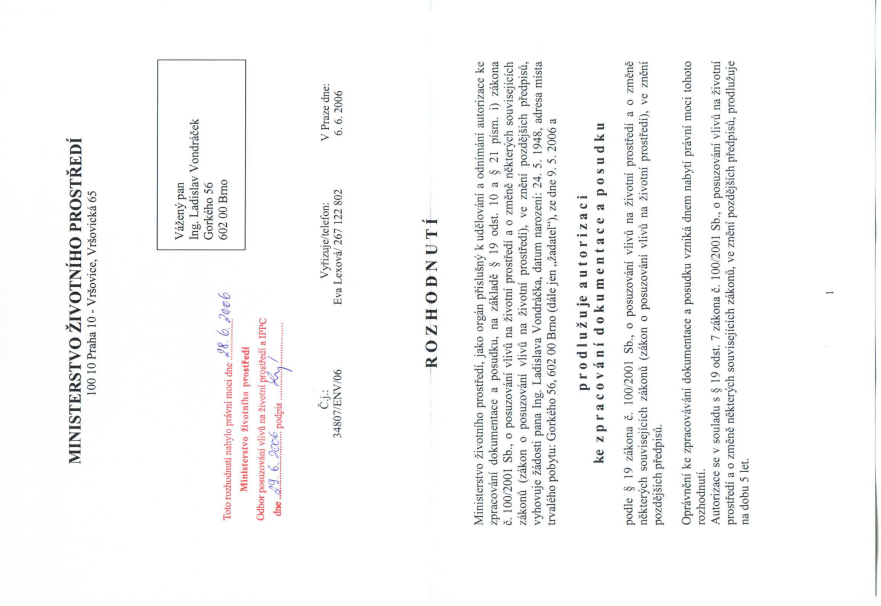 MINISTERSTVO ŽIVOTNÍHO PROSTŘEDÍ
100 10 Praha 10 - Vršovice, Vršovická 65
Vážený pan
Ing. Ladislav Vondráček
Gorkého 56
602 00 Brno
Toto rozhodnutí nabylo právní moci dne 28. 6. 2006
Ministerstvo životního prostředí
Odbor posuzování vlivů na životní prostředí a IPPC
dne 29. 6. 2006 podpis
Č.j.: Vyřizuje/telefon: V Praze dne:
34807/ENV/06 Eva Lexová/ 267 122 802 6. 6. 2006
ROZHODNUTÍ
Ministerstvo životního prostředí, jako orgán příslušný k udělování a odnímání autorizace ke
zpracování dokumentace a posudku, na základě § 19 odst. 10 a § 21 písm. i) zákona
č. 100/2001 Sb., o posuzování vlivů na životní prostředí a o změně některých souvisejících
zákonů (zákon o posuzování vlivů na životní prostředí), ve znění pozdějších předpisů,
vyhovuje žádosti pana Ing. Ladislava Vondráčka, datum narození: 24. 5. 1948, adresa místa
trvalého pobytu: Gorkého 56, 602 00 Brno (dále jen „žadatel“), ze dne 9. 5. 2006 a
prodlužuje autorizaci
ke zpracování dokumentace a posudku
podle § 19 zákona č. 100/2001 Sb., o posuzování vlivů na životní prostředí a o změně
některých souvisejících zákonů (zákon o posuzování vlivů na životní prostředí), ve znění
pozdějších předpisů.
Oprávnění ke zpracovávání dokumentace a posudku vzniká dnem nabytí právní moci tohoto
rozhodnutí.
Autorizace se v souladu s § 19 odst. 7 zákona č. 100/2001 Sb., o posuzování vlivů na životní
prostředí a o změně některých souvisejících zákonů, ve znění pozdějších předpisů, prodlužuje
na dobu 5 let.
1